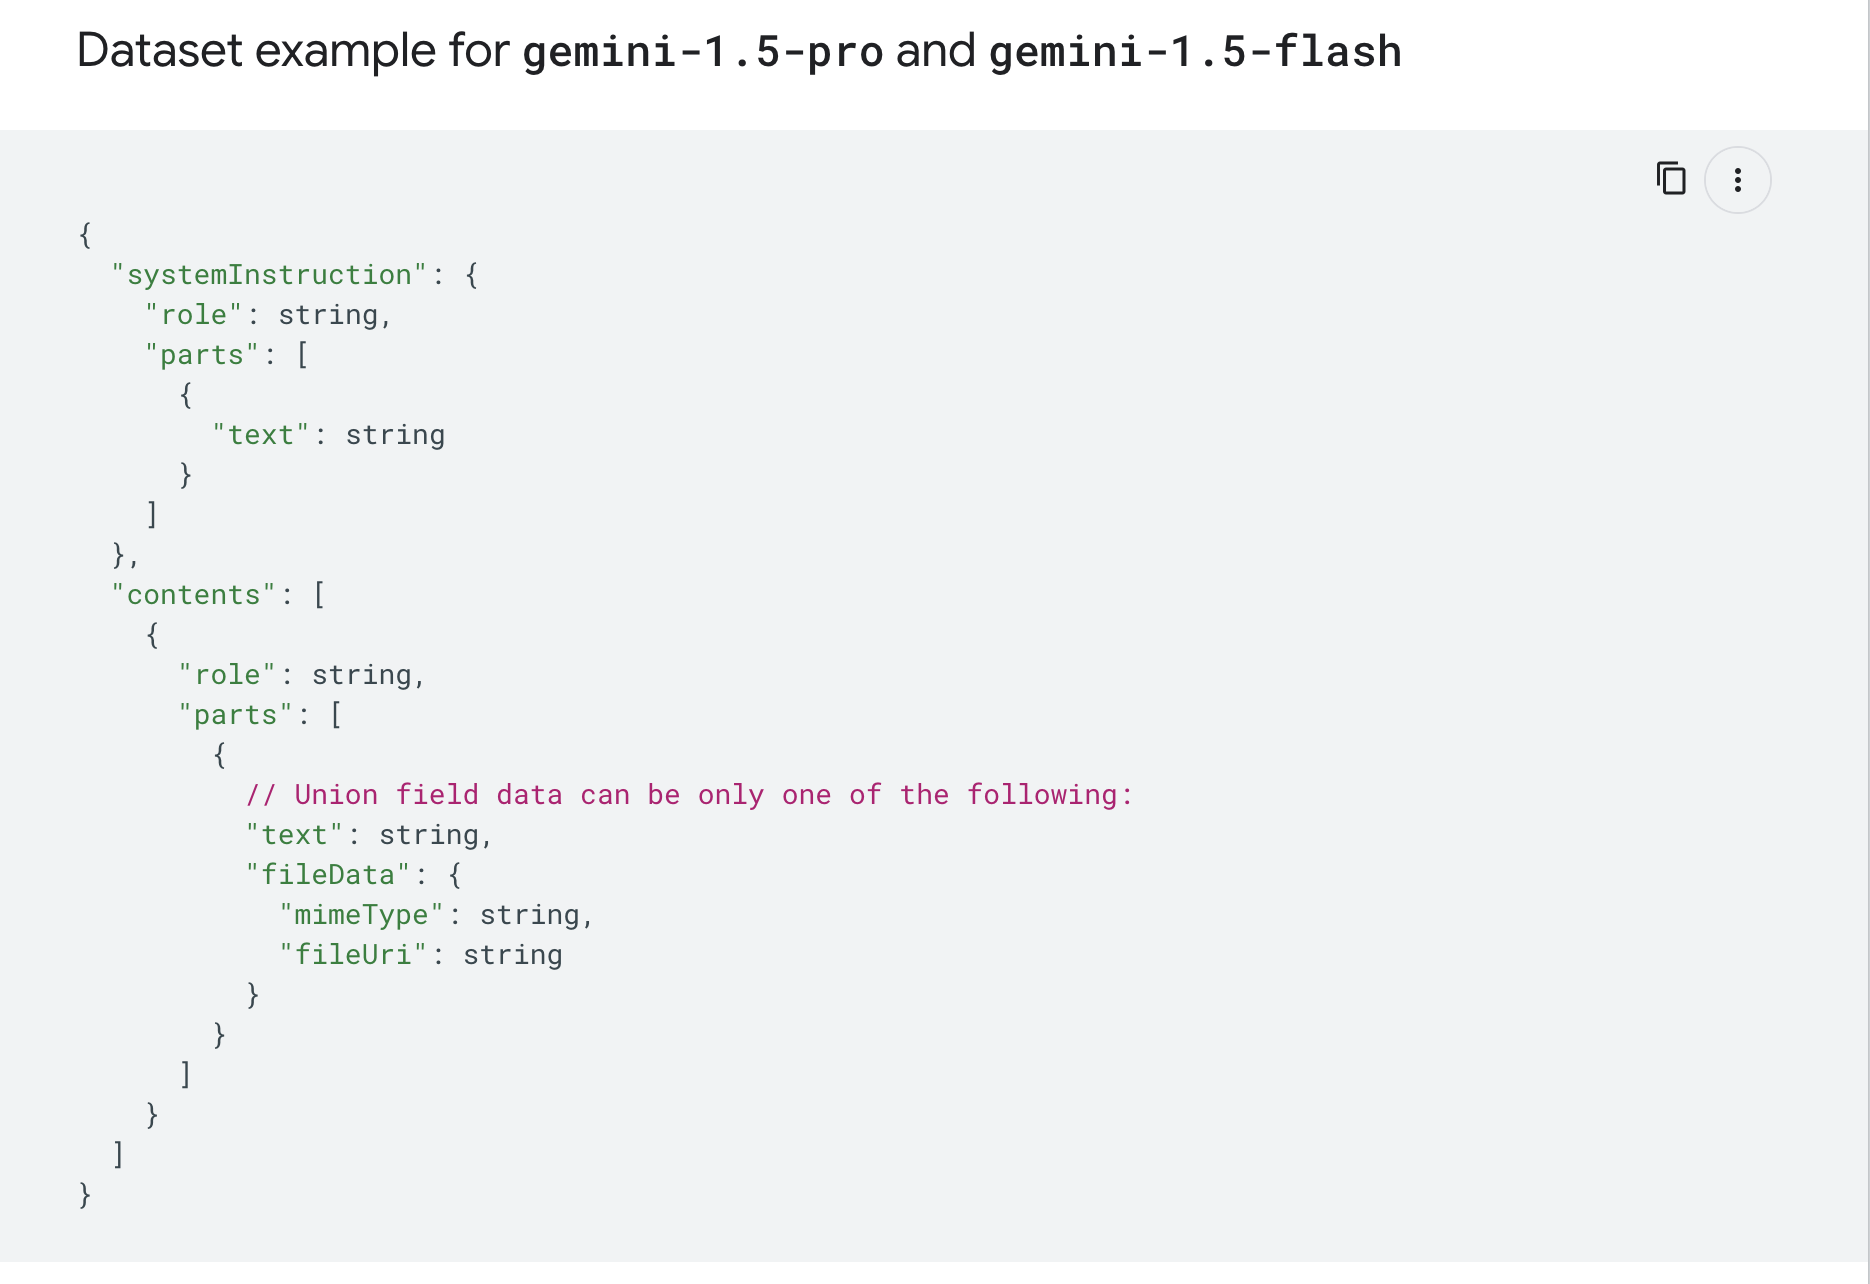 Dataset example for gemini-1.5-pro and gemini-1.5-flash
{
  "systemInstruction": {
    "role": string,
    "parts": [
      {
        "text": string
      }
    ]
  },
  "contents": [
    {
      "role": string,
      "parts": [
        {
          // Union field data can be only one of the following:
          "text": string,
          "fileData": {
            "mimeType": string,
            "fileUri": string
          }
        }
      ]
    }
  ]
}